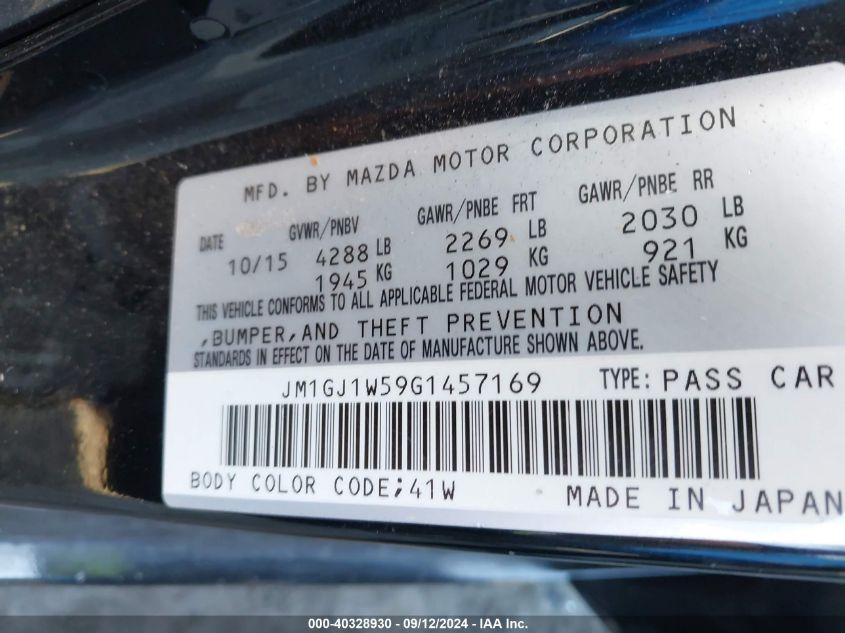 MFD. BY MAZDA MOTOR CORPORATION
DATE GVWR/PNBV GAWR/PNBE FRT GAWR/PNBE RR
10/15 4288 LB 2269 LB 2030 LB
1945 KG 1029 KG 921 KG
THIS VEHICLE CONFORMS TO ALL APPLICABLE FEDERAL MOTOR VEHICLE SAFETY
,BUMPER,AND THEFT PREVENTION
STANDARDS IN EFFECT ON THE DATE OF MANUFACTURE SHOWN ABOVE.
JM1GJ1W59G1457169 TYPE: PASS CAR
BODY COLOR CODE;41W MADE IN JAPAN
000-40328930 - 09/12/2024 - IAA Inc.